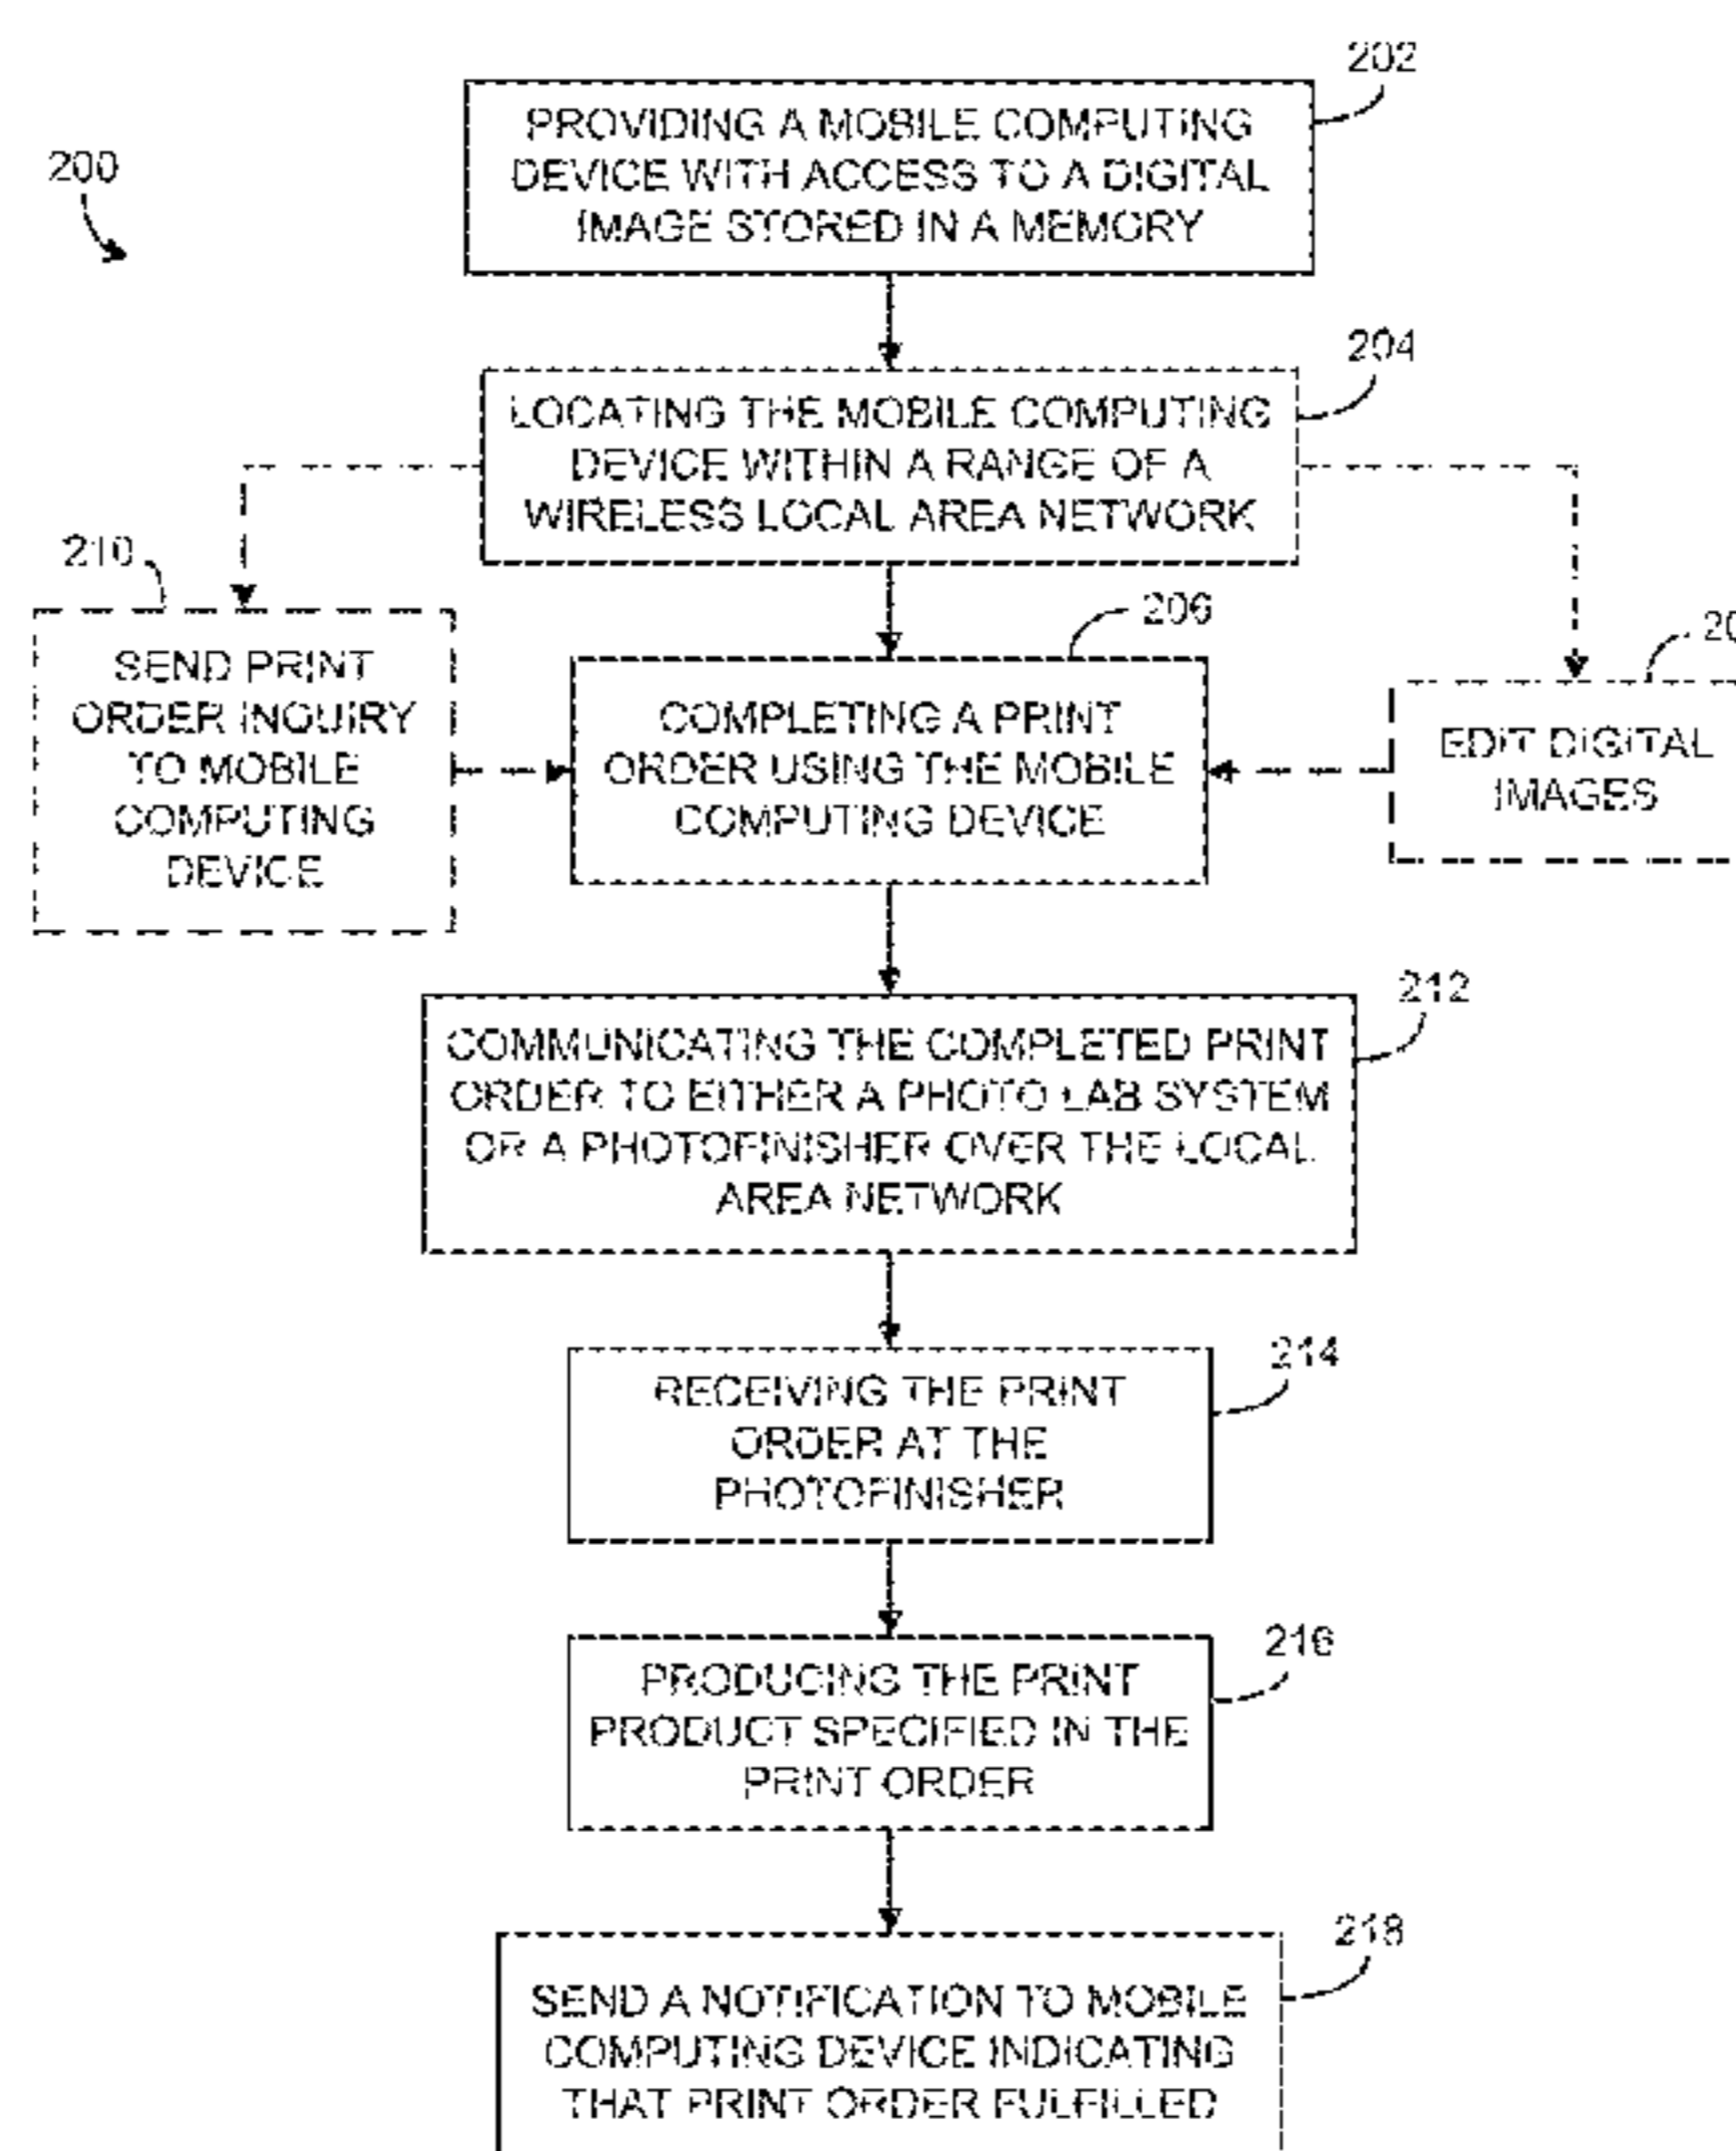 202
PROVIDING A MOBILE COMPUTING
DEVICE WITH ACCESS TO A DIGITAL
IMAGE STORED IN A MEMORY
200
204
LOCATING THE MOBILE COMPUTING
DEVICE WITHIN A RANGE OF A
WIRELESS LOCAL AREA NETWORK
210
SEND PRINT
ORDER INQUIRY
TO MOBILE
COMPUTING
DEVICE
206
COMPLETING A PRINT
ORDER USING THE MOBILE
COMPUTING DEVICE
EDIT DIGITAL
IMAGES
212
COMMUNICATING THE COMPLETED PRINT
ORDER TO EITHER A PHOTO LAB SYSTEM
OR A PHOTOFINISHER OVER THE LOCAL
AREA NETWORK
214
RECEIVING THE PRINT
ORDER AT THE
PHOTOFINISHER
216
PRODUCING THE PRINT
PRODUCT SPECIFIED IN THE
PRINT ORDER
218
SEND A NOTIFICATION TO MOBILE
COMPUTING DEVICE INDICATING
THAT PRINT ORDER FULFILLED